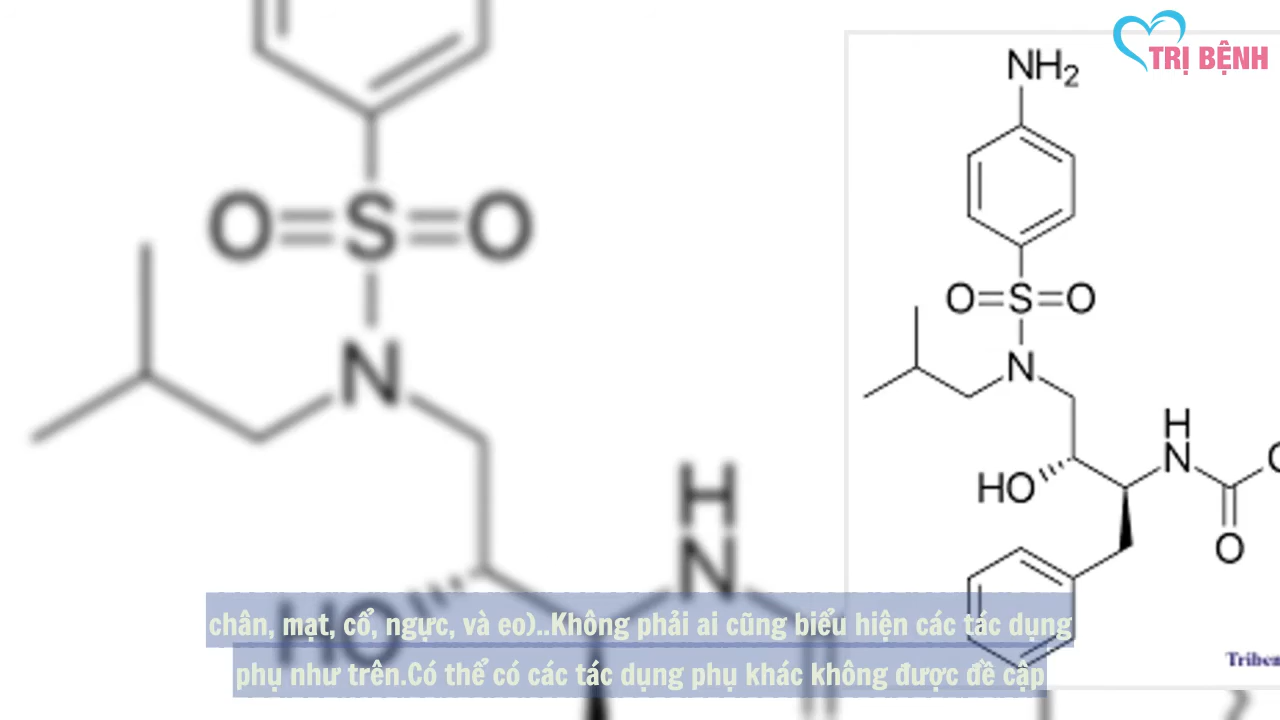 TRỊ BỆNH
NH2
O=S=O
N
H
N
HO
O
O=S=O
N
H
N
HO
chân, mạt, cổ, ngực, và eo)..Không phải ai cũng biểu hiện các tác dụng
phụ như trên.Có thể có các tác dụng phụ khác không được đề cập